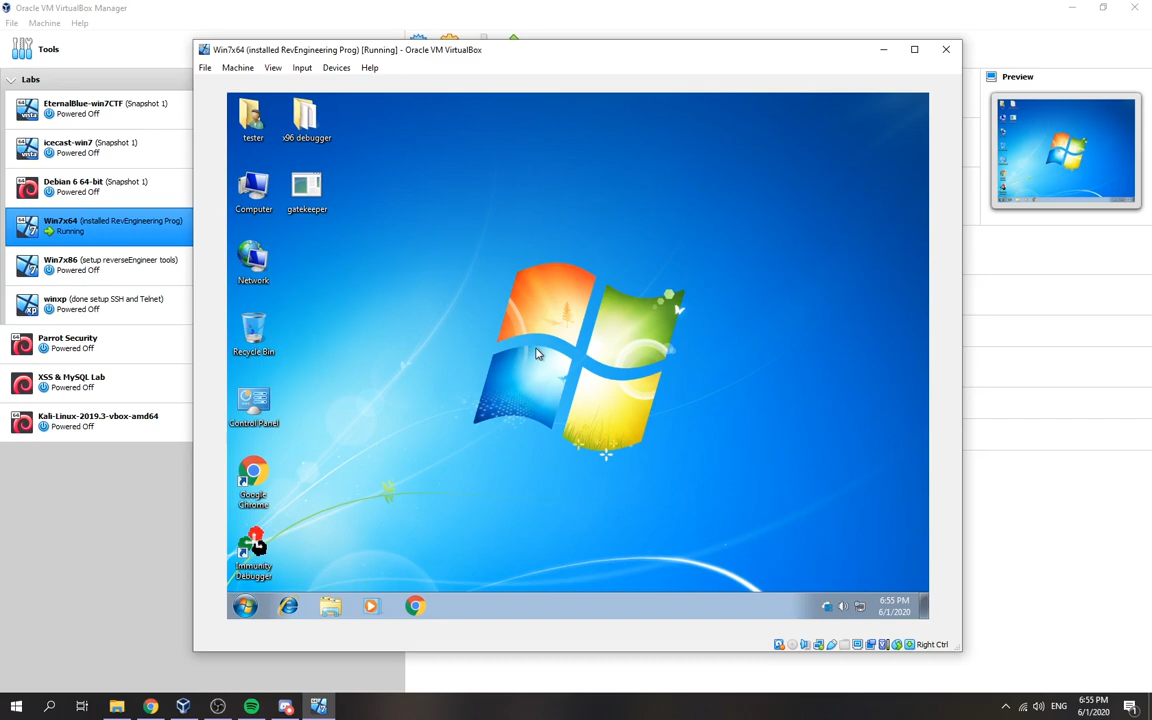 Oracle VM VirtualBox Manager
File Machine Help
Tools
Labs
EternalBlue-win7CTF (Snapshot 1)
Powered Off
icecast-win7 (Snapshot 1)
Powered Off
Debian 6 64-bit (Snapshot 1)
Powered Off
Win7x64 (installed RevEngineering Prog)
Running
Win7x86 (setup reverseEngineer tools)
Powered Off
winxp (done setup SSH and Telnet)
Powered Off
Parrot Security
Powered Off
XSS & MySQL Lab
Powered Off
Kali-Linux-2019.3-vbox-amd64
Powered Off
Win7x64 (installed RevEngineering Prog) [Running] - Oracle VM VirtualBox
File Machine View Input Devices Help
tester
x96 debugger
Computer
gatekeeper
Network
Recycle Bin
Control Panel
Google
Chrome
Immunity
Debugger
6:55 PM
6/1/2020
Right Ctrl
Preview
ENG
6:55 PM
6/1/2020